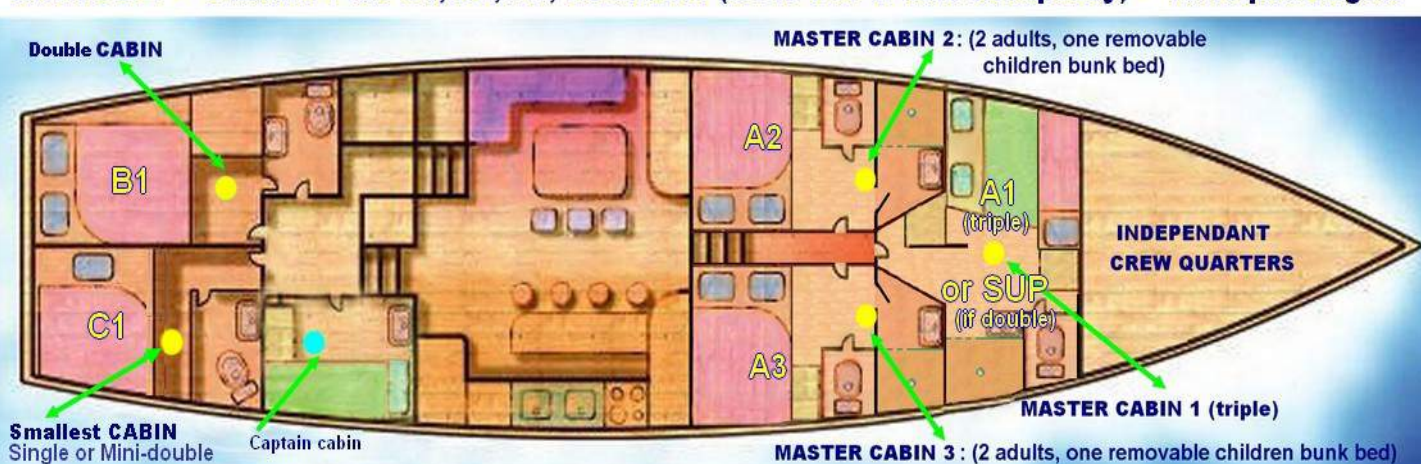 Double CABIN
MASTER CABIN 2: (2 adults, one removable
children bunk bed)
B1
A2
A1
(triple)
INDEPENDANT
CREW QUARTERS
or SUP
(if double)
C1
A3
MASTER CABIN 1 (triple)
Smallest CABIN
Single or Mini-double
Captain cabin
MASTER CABIN 3 : (2 adults, one removable children bunk bed)